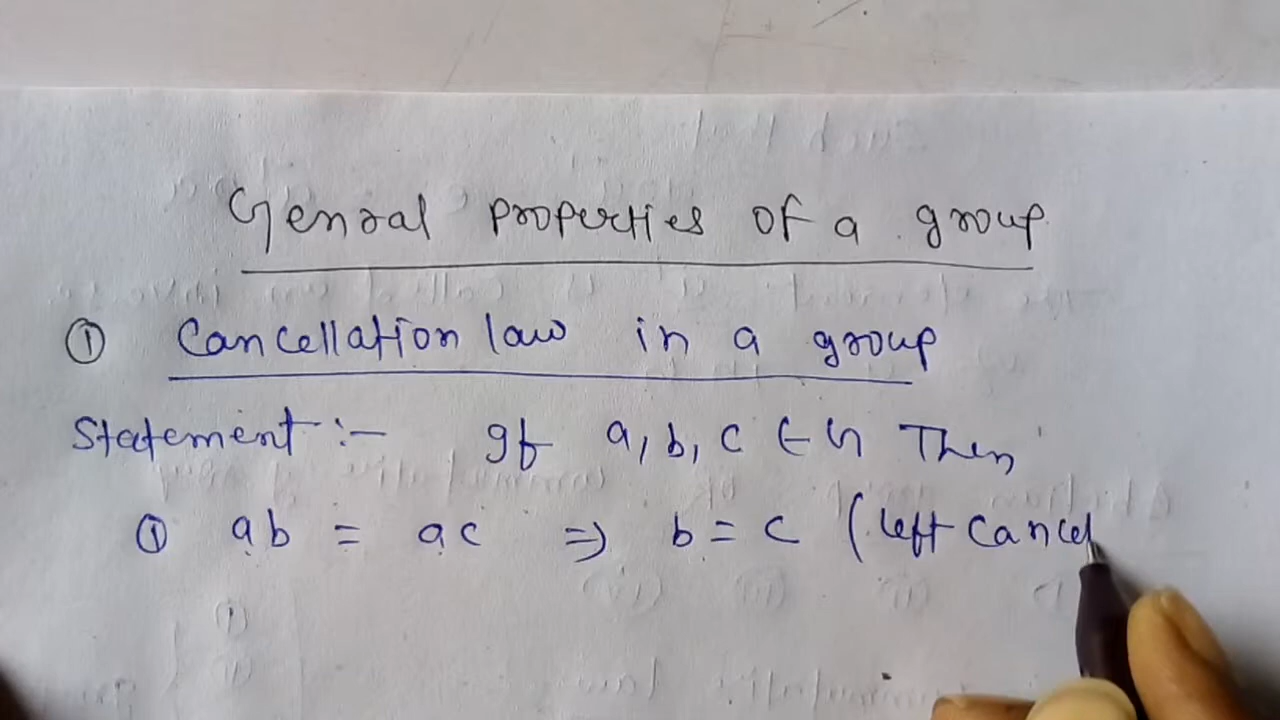 Genral properties of a group
① Cancellation law in a group
Statement :- If a, b, c ∈ G Then
① ab = ac ⇒ b = c (left Cancel